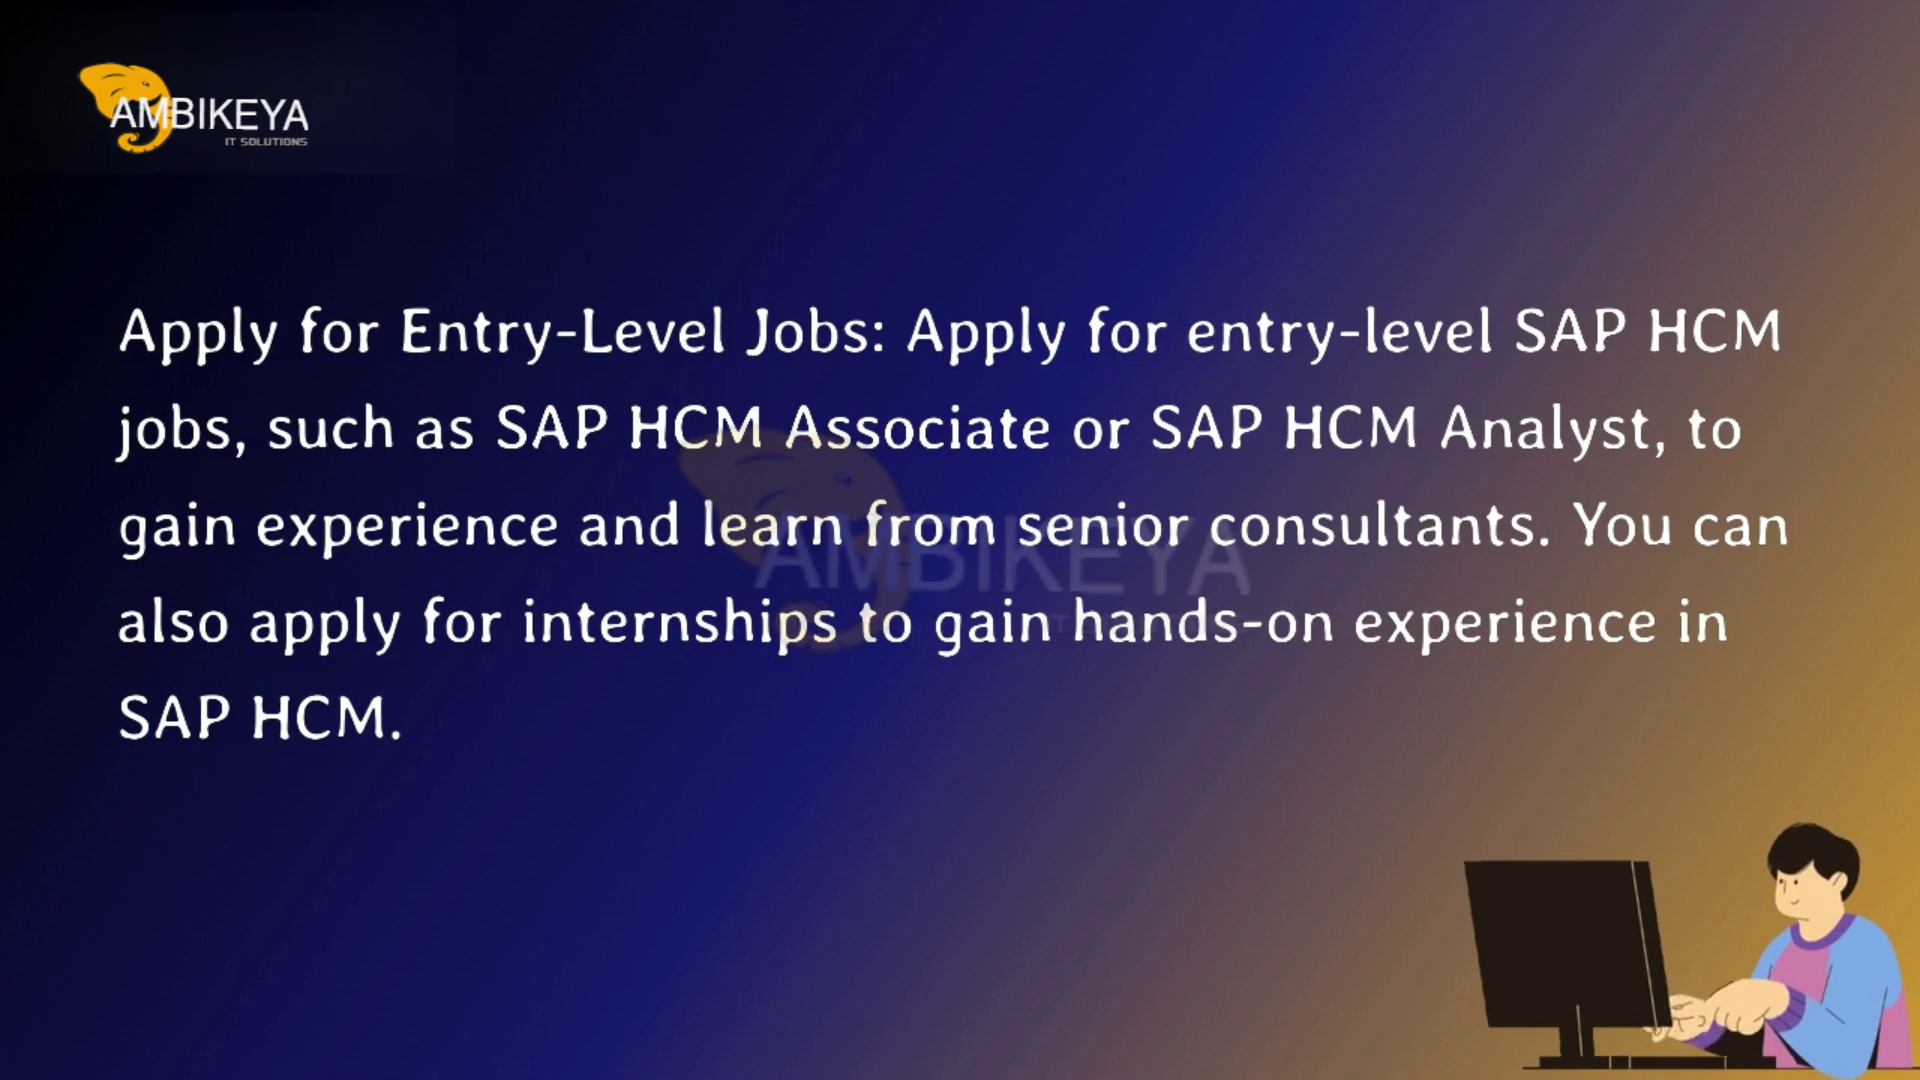 AMBIKEYA
IT SOLUTIONS
Apply for Entry-Level Jobs: Apply for entry-level SAP HCM
jobs, such as SAP HCM Associate or SAP HCM Analyst, to
gain experience and learn from senior consultants. You can
also apply for internships to gain hands-on experience in
SAP HCM.
AMBIKEYA